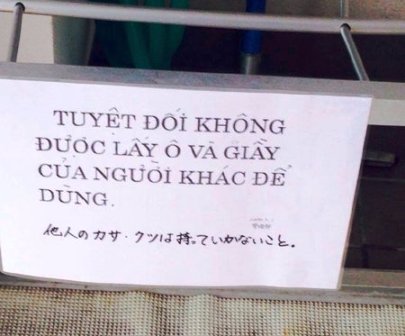 TUYỆT ĐỐI KHÔNG
ĐƯỢC LẤY Ô VÀ GIẦY
CỦA NGƯỜI KHÁC ĐỂ
DÙNG.
他人のカサ・クツは持っていかないこと。